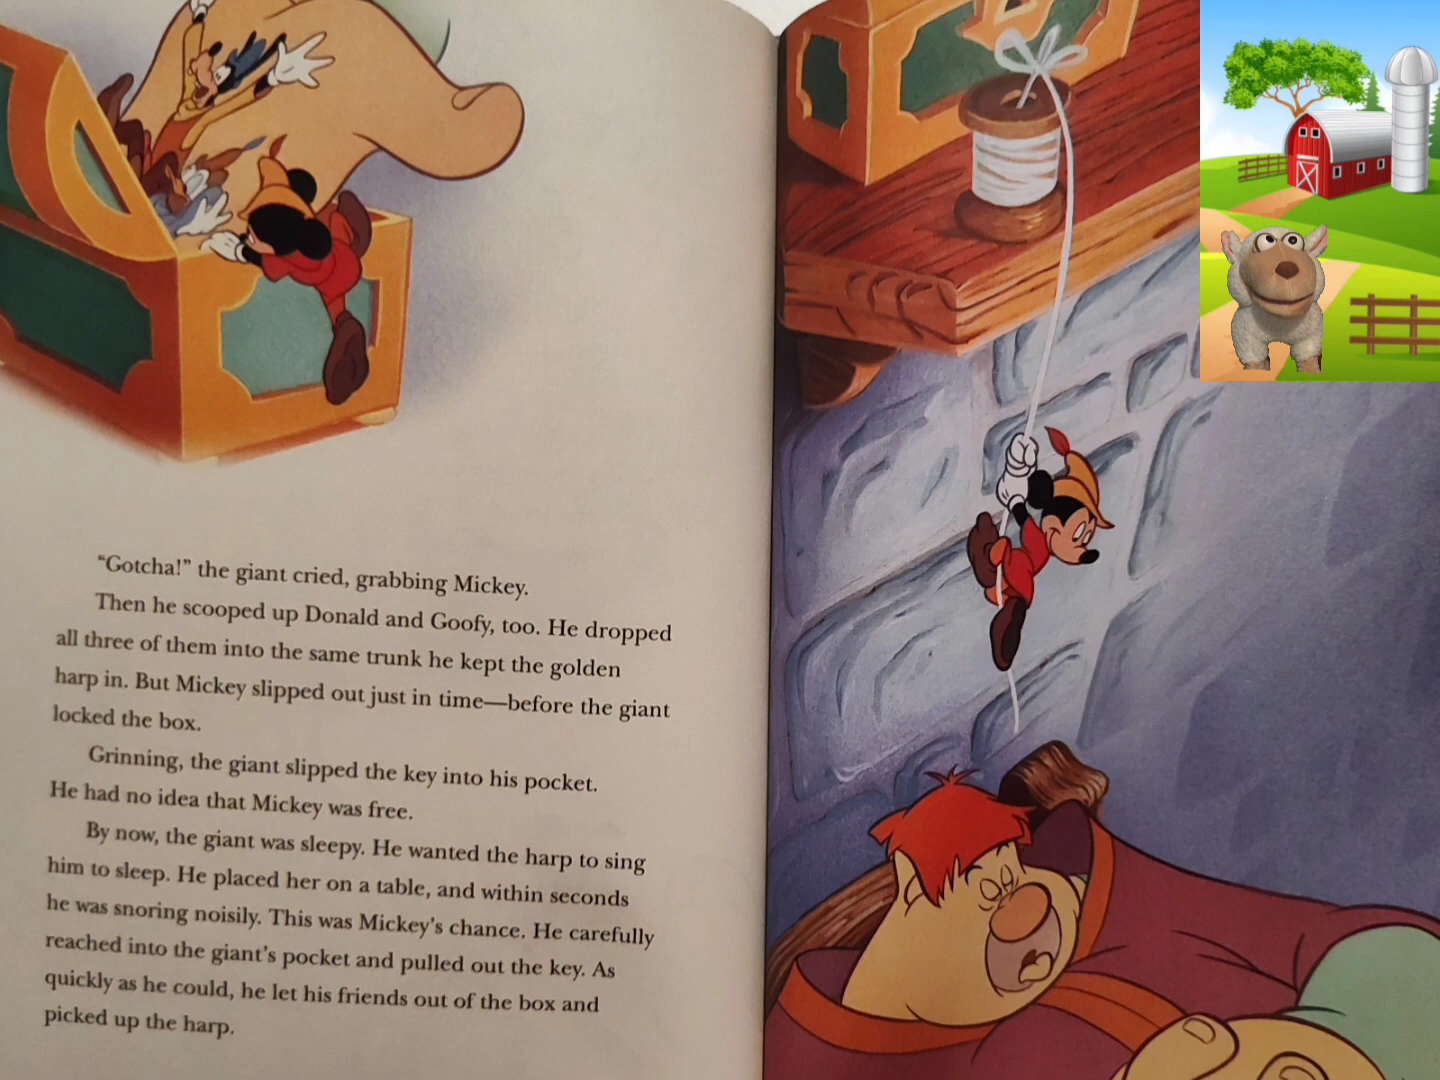 “Gotcha!” the giant cried, grabbing Mickey.
Then he scooped up Donald and Goofy, too. He dropped
all three of them into the same trunk he kept the golden
harp in. But Mickey slipped out just in time—before the giant
locked the box.
Grinning, the giant slipped the key into his pocket.
He had no idea that Mickey was free.
By now, the giant was sleepy. He wanted the harp to sing
him to sleep. He placed her on a table, and within seconds
he was snoring noisily. This was Mickey’s chance. He carefully
reached into the giant’s pocket and pulled out the key. As
quickly as he could, he let his friends out of the box and
picked up the harp.